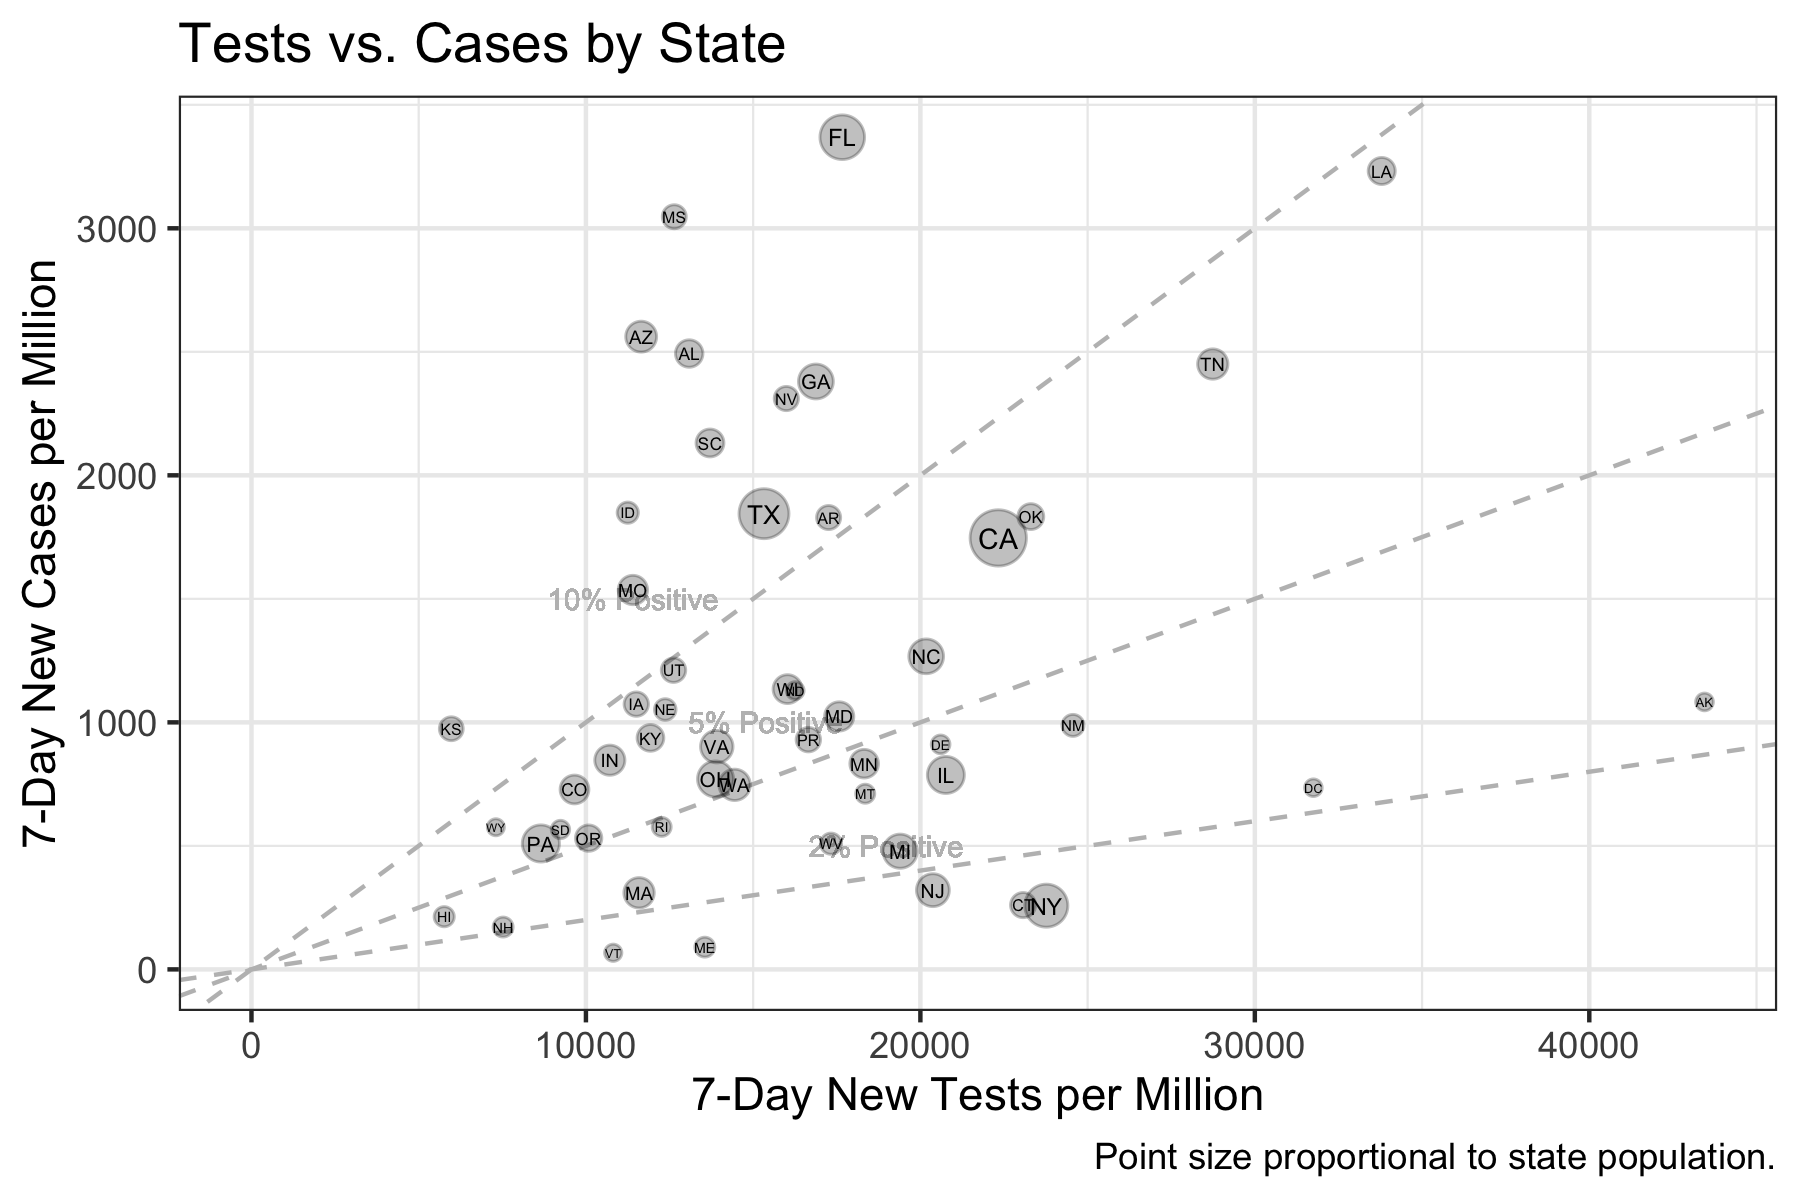 Tests vs. Cases by State
7-Day New Cases per Million
3000
2000
1000
0
FL
LA
MS
AZ
AL
TN
GA
NV
SC
ID
TX
AR
OK
CA
MO
10% Positive
NC
UT
WI
ND
AK
IA
NE
MD
5% Positive
NM
KS
KY
PR
VA
DE
IN
MN
OH
WA
IL
CO
MT
DC
WY
SD
RI
PA
OR
WV
2% Positive
MI
MA
NJ
HI
CT
NY
NH
VT
ME
0
10000
20000
30000
40000
7-Day New Tests per Million
Point size proportional to state population.